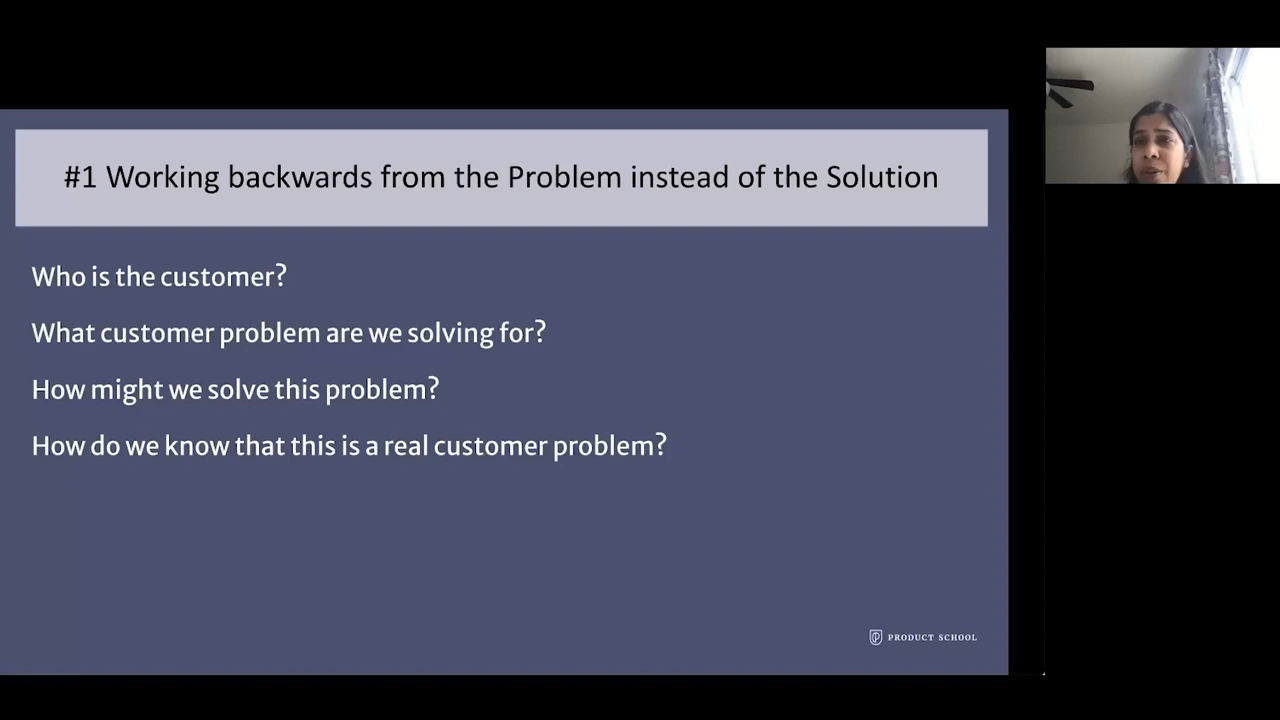 #1 Working backwards from the Problem instead of the Solution
Who is the customer?
What customer problem are we solving for?
How might we solve this problem?
How do we know that this is a real customer problem?
PRODUCT SCHOOL